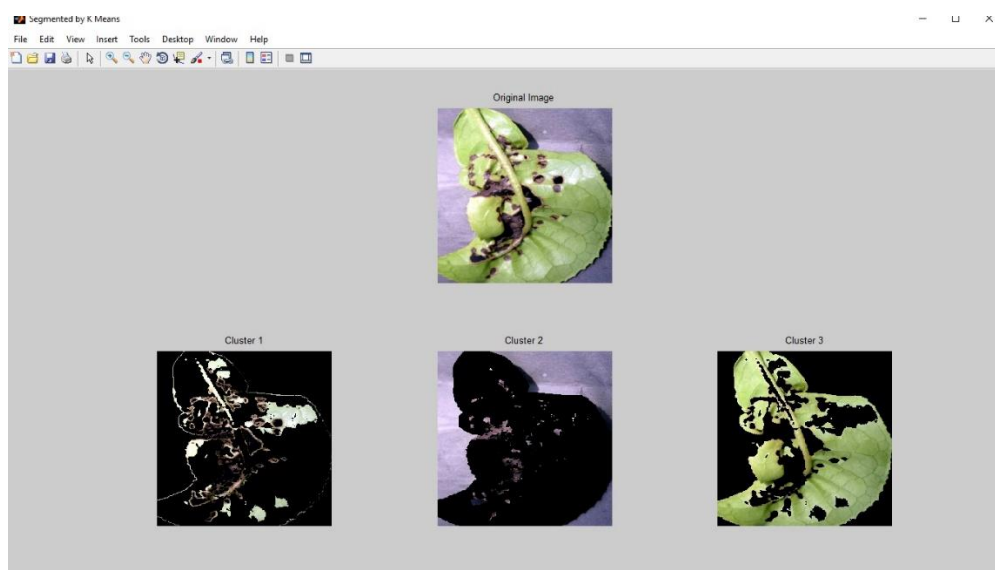 Segmented by K Means
File Edit View Insert Tools Desktop Window Help
Original Image
Cluster 1 Cluster 2 Cluster 3